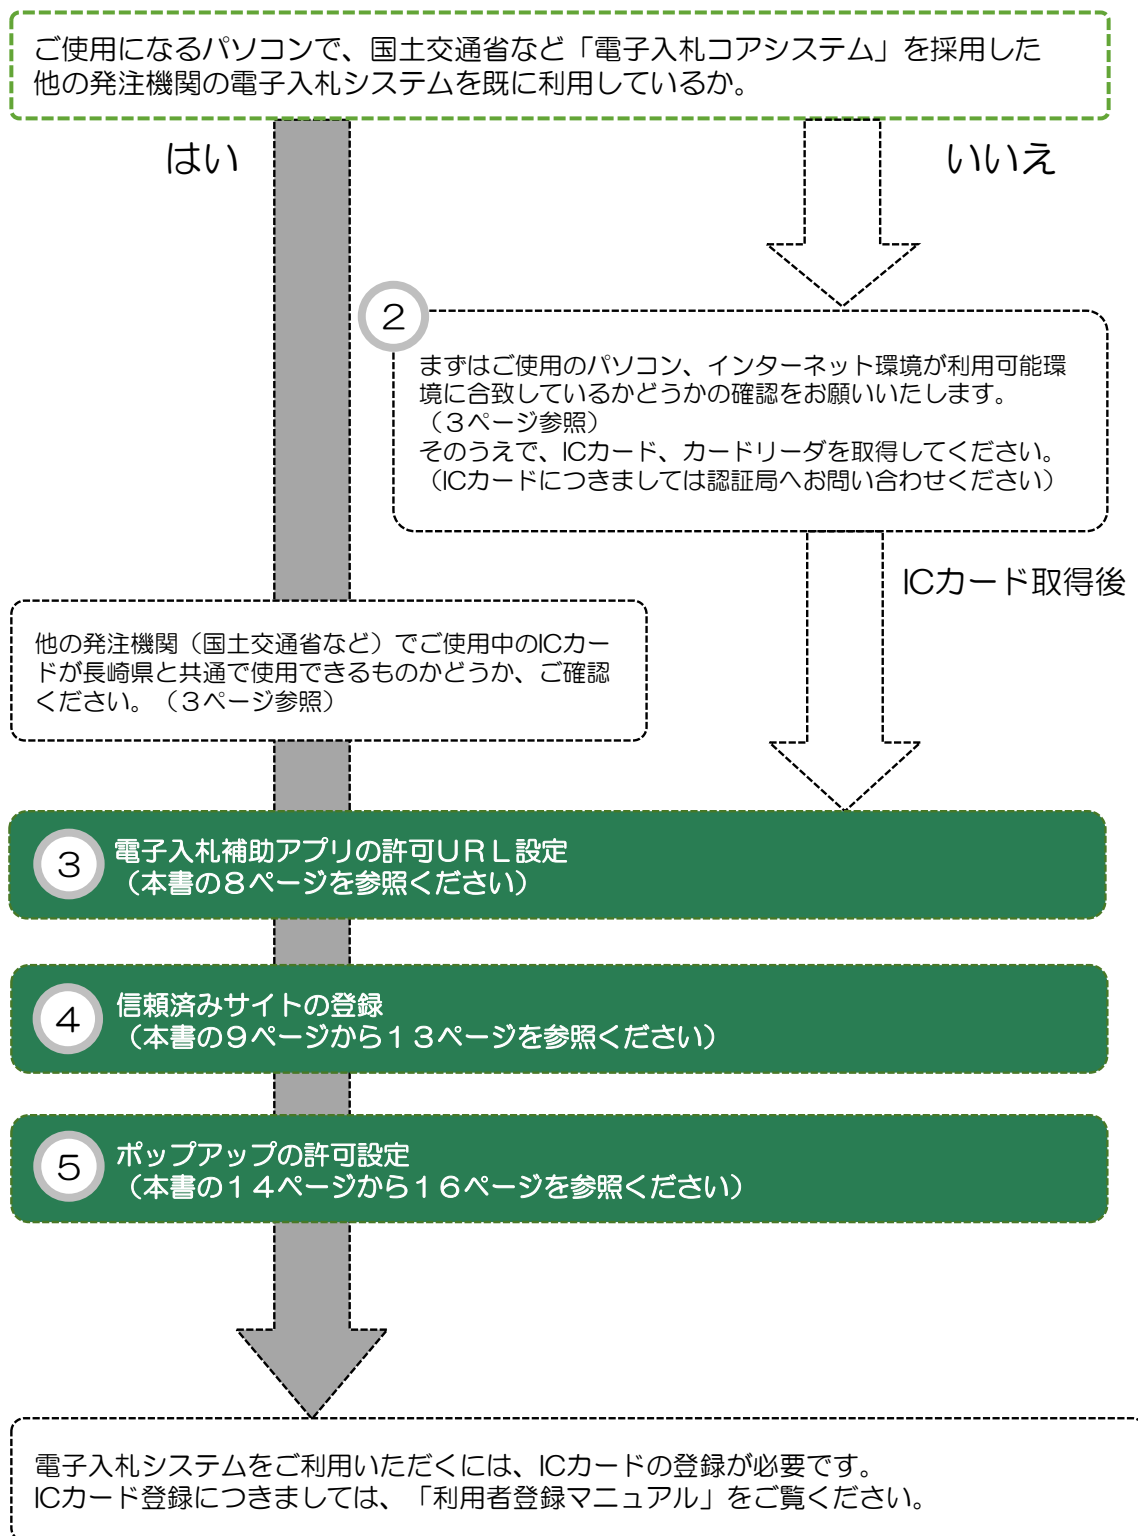 ご使用になるパソコンで、国土交通省など「電子入札コアシステム」を採用した
他の発注機関の電子入札システムを既に利用しているか。
はい
いいえ
2
まずはご使用のパソコン、インターネット環境が利用可能環
境に合致しているかどうかの確認をお願いいたします。
（３ページ参照）
そのうえで、ICカード、カードリーダを取得してください。
（ICカードにつきましては認証局へお問い合わせください）
ICカード取得後
他の発注機関（国土交通省など）でご使用中のICカー
ドが長崎県と共通で使用できるものかどうか、ご確認
ください。（３ページ参照）
3
電子入札補助アプリの許可ＵＲＬ設定
（本書の８ページを参照ください）
4
信頼済みサイトの登録
（本書の９ページから１３ページを参照ください）
5
ポップアップの許可設定
（本書の１４ページから１６ページを参照ください）
電子入札システムをご利用いただくには、ICカードの登録が必要です。
ICカード登録につきましては、「利用者登録マニュアル」をご覧ください。